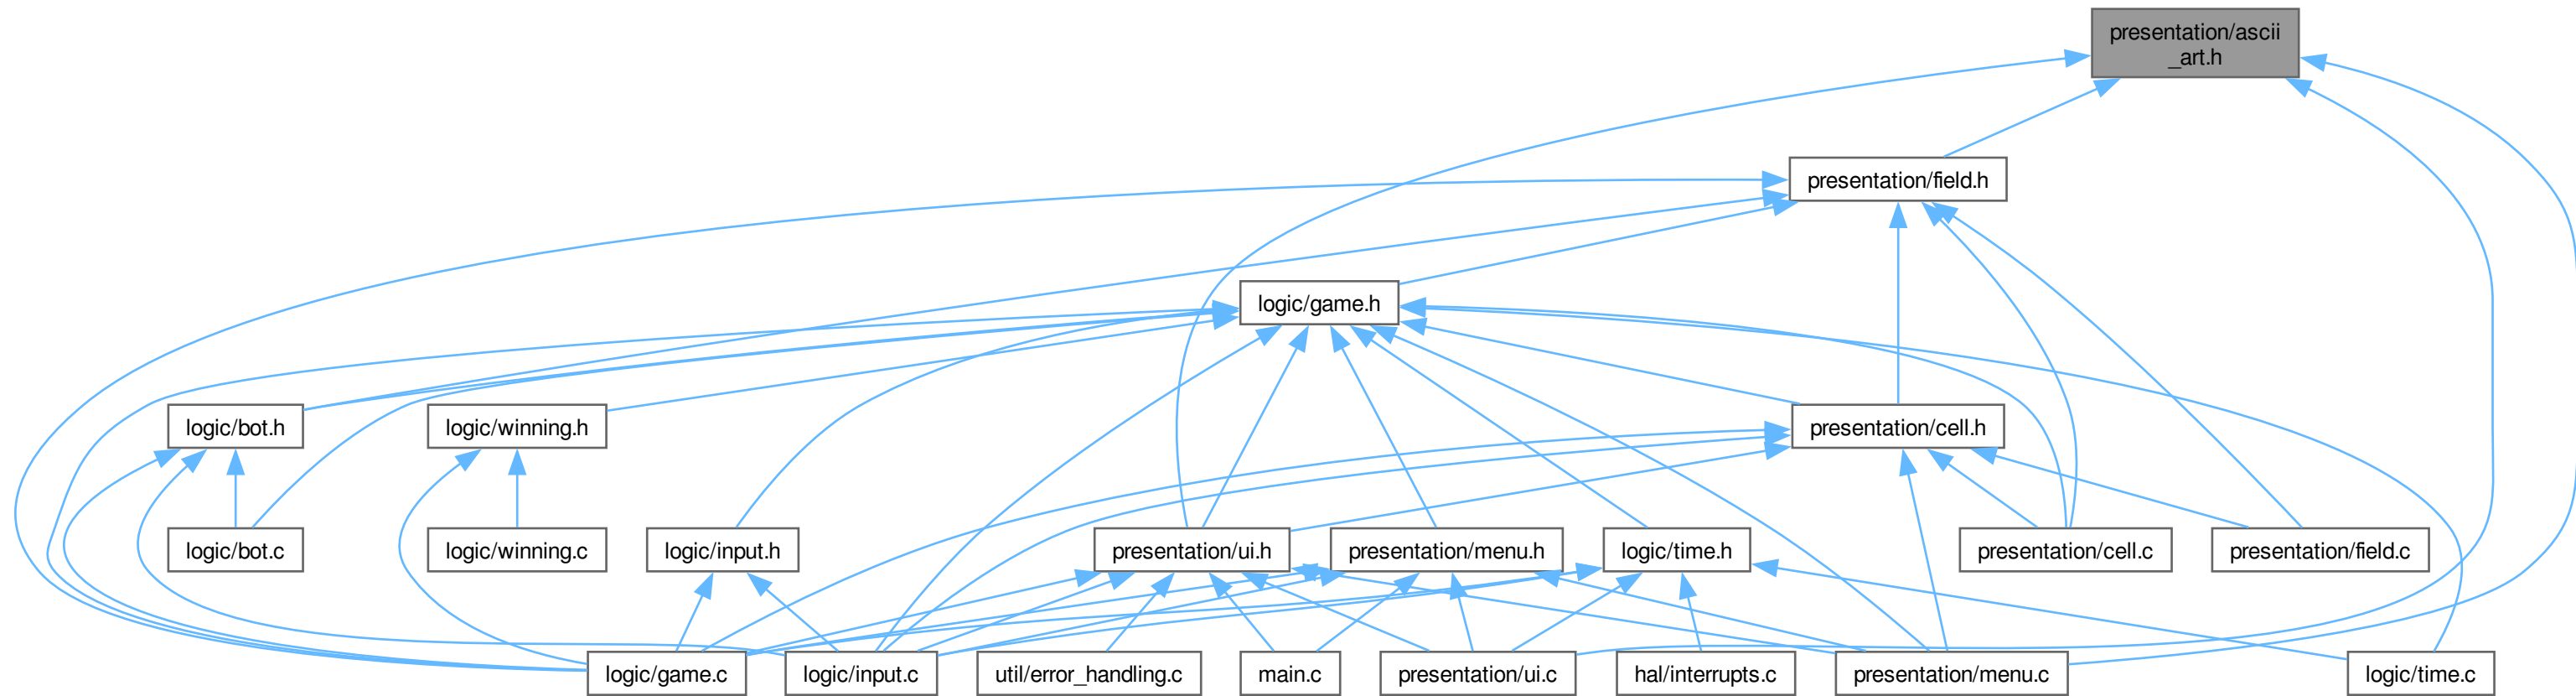 presentation/ascii
_art.h
presentation/field.h
logic/game.h
logic/bot.h
logic/winning.h
presentation/cell.h
logic/bot.c
logic/winning.c
logic/input.h
presentation/ui.h
presentation/menu.h
logic/time.h
presentation/cell.c
presentation/field.c
logic/game.c
logic/input.c
util/error_handling.c
main.c
presentation/ui.c
hal/interrupts.c
presentation/menu.c
logic/time.c